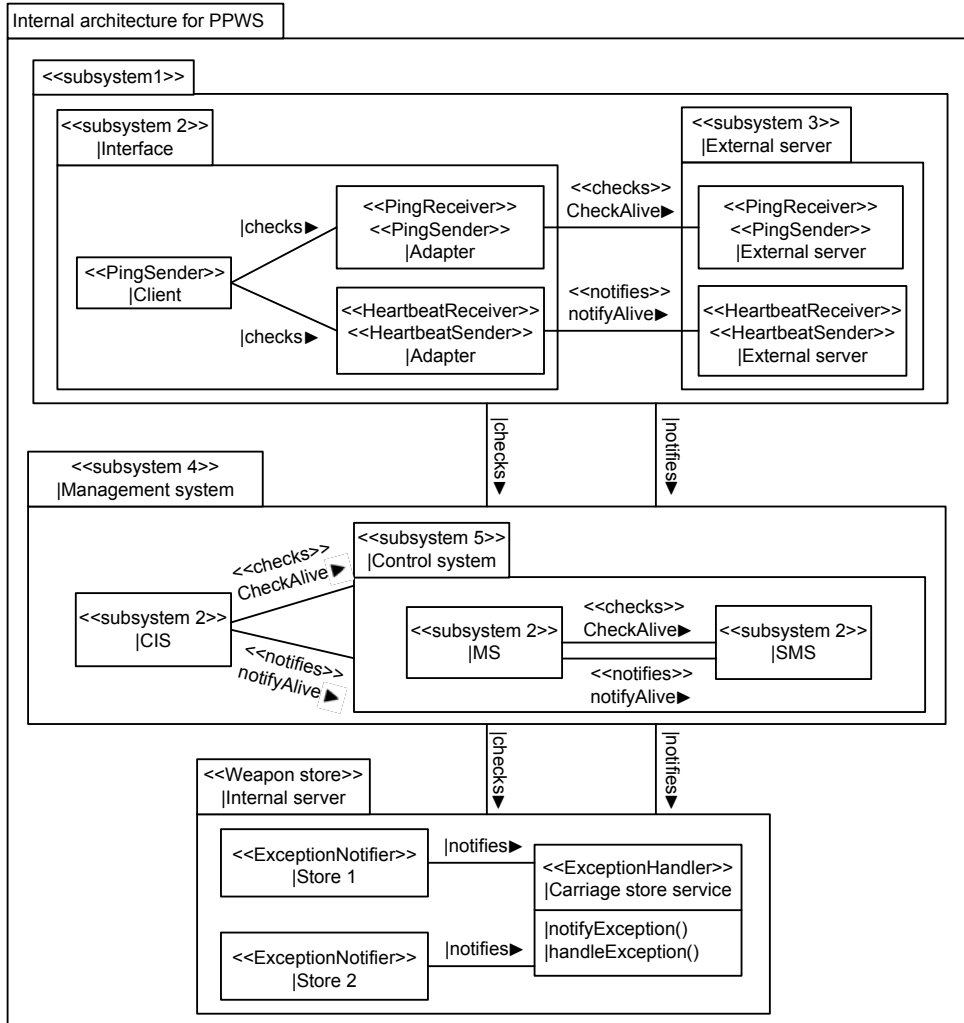 Internal architecture for PPWS
<<subsystem1>>
<<subsystem 2>>
|Interface
<<subsystem 3>>
|External server
<<PingSender>>
|Client
|checks▶
|checks▶
<<PingReceiver>>
<<PingSender>>
|Adapter
<<HeartbeatReceiver>>
<<HeartbeatSender>>
|Adapter
<<checks>>
CheckAlive▶
<<notifies>>
notifyAlive▶
<<PingReceiver>>
<<PingSender>>
|External server
<<HeartbeatReceiver>>
<<HeartbeatSender>>
|External server
|checks▶
|notifies▶
<<subsystem 4>>
|Management system
<<subsystem 2>>
|CIS
<<checks>>
CheckAlive▶
<<notifies>>
notifyAlive▶
<<subsystem 5>>
|Control system
<<subsystem 2>>
|MS
<<checks>>
CheckAlive▶
<<notifies>>
notifyAlive▶
<<subsystem 2>>
|SMS
|checks▶
|notifies▶
<<Weapon store>>
|Internal server
<<ExceptionNotifier>>
|Store 1
|notifies▶
<<ExceptionNotifier>>
|Store 2
|notifies▶
<<ExceptionHandler>>
|Carriage store service
|notifyException()
|handleException()